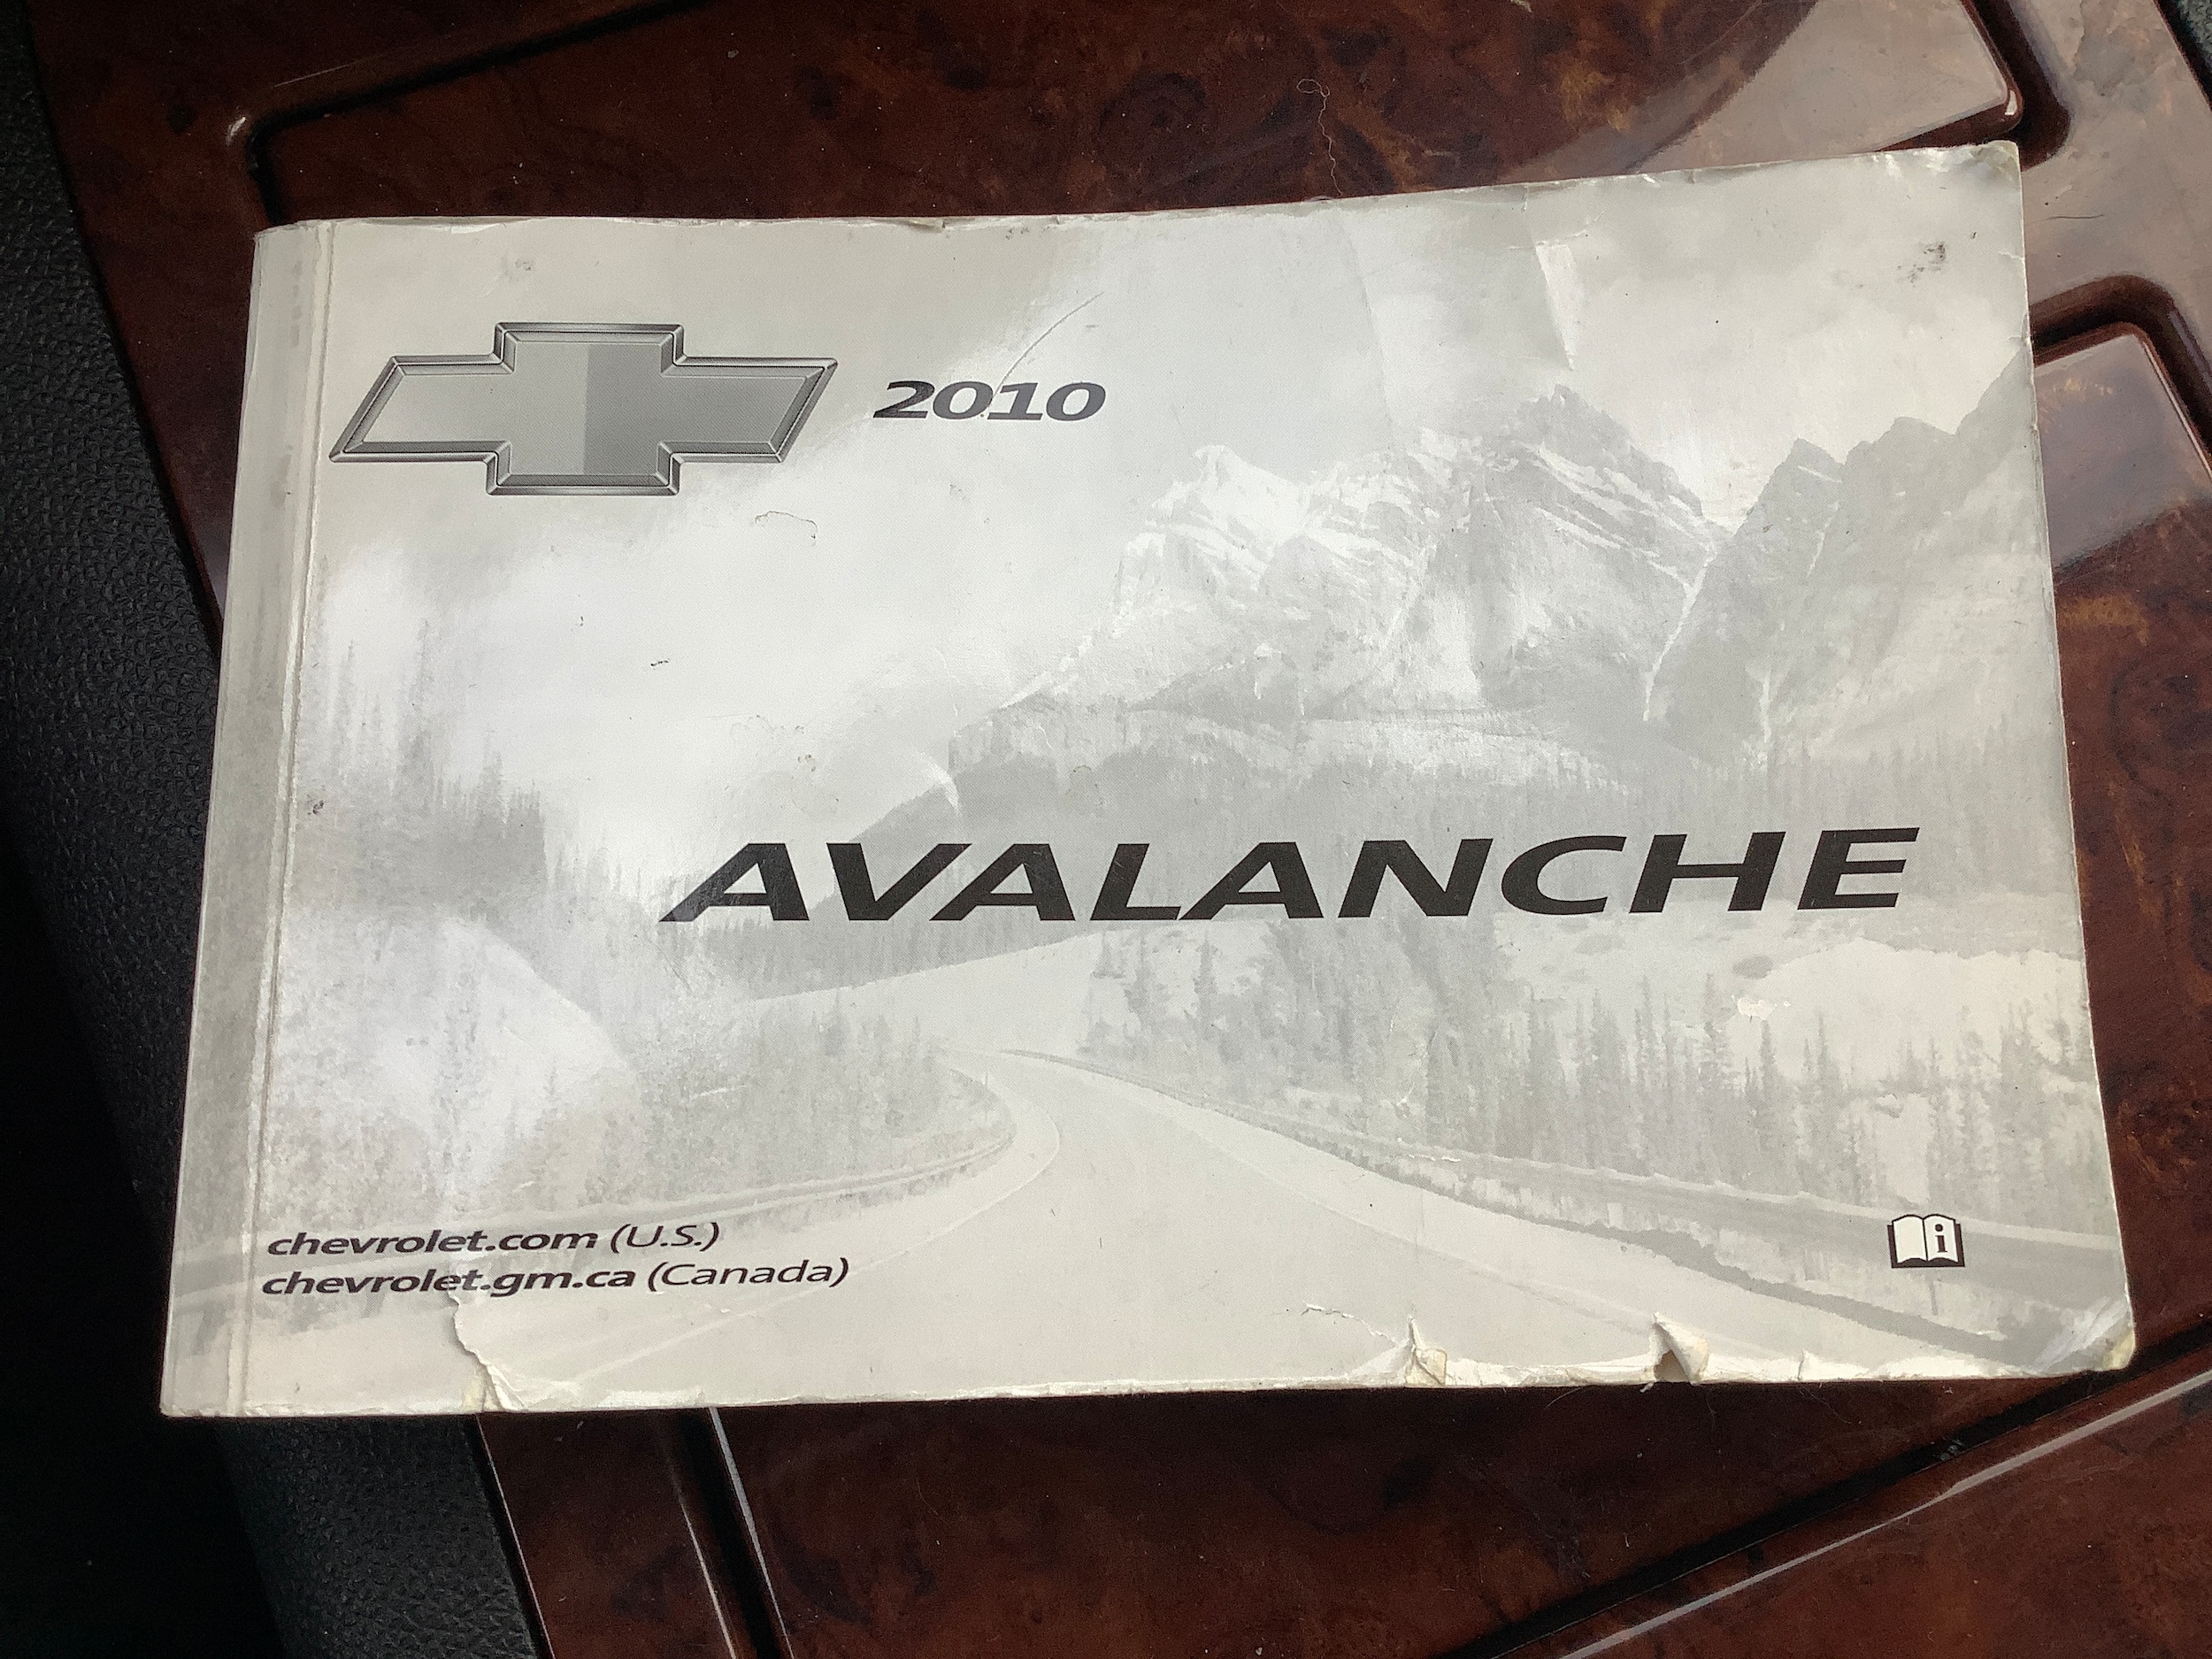 2010
AVALANCHE
chevrolet.com (U.S.)
chevrolet.gm.ca (Canada)
i